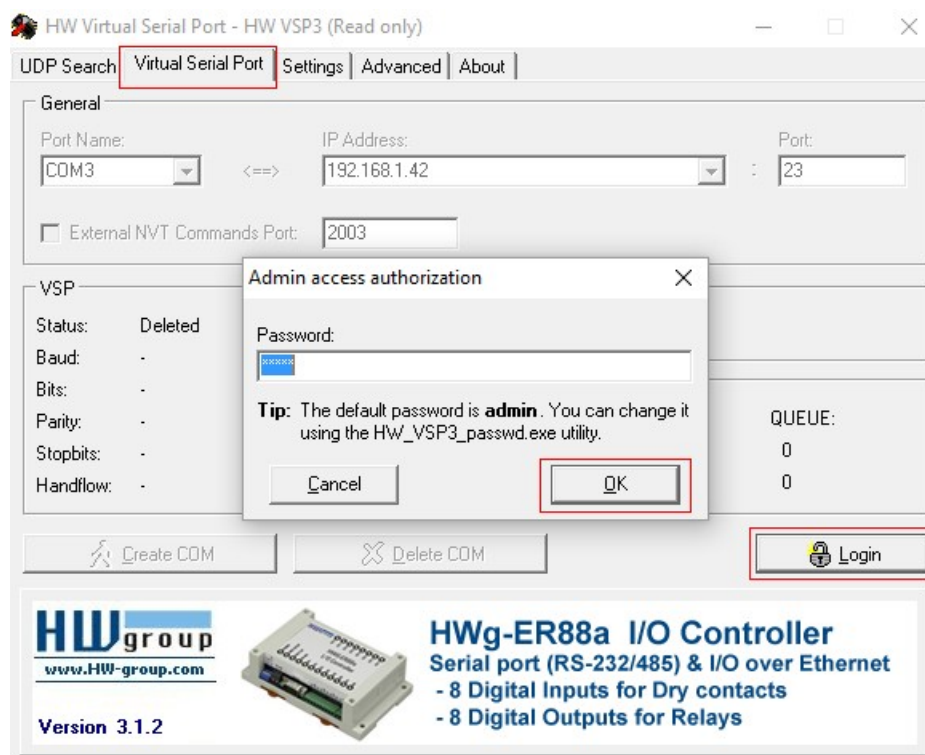 HW Virtual Serial Port - HW VSP3 (Read only)
UDP Search Virtual Serial Port Settings Advanced About
General
Port Name: IP Address: Port:
COM3 <==> 192.168.1.42 : 23
External NVT Commands Port: 2003
Admin access authorization
VSP
Status: Deleted
Password:
*****
Baud: -
Bits: -
Tip: The default password is admin. You can change it
using the HW_VSP3_passwd.exe utility.
Parity: -
QUEUE:
Stopbits: -
0
Handflow: -
0
Cancel OK
Create COM Delete COM Login
HW group
www.HW-group.com
Version 3.1.2
HWg-ER88a I/O Controller
Serial port (RS-232/485) & I/O over Ethernet
- 8 Digital Inputs for Dry contacts
- 8 Digital Outputs for Relays